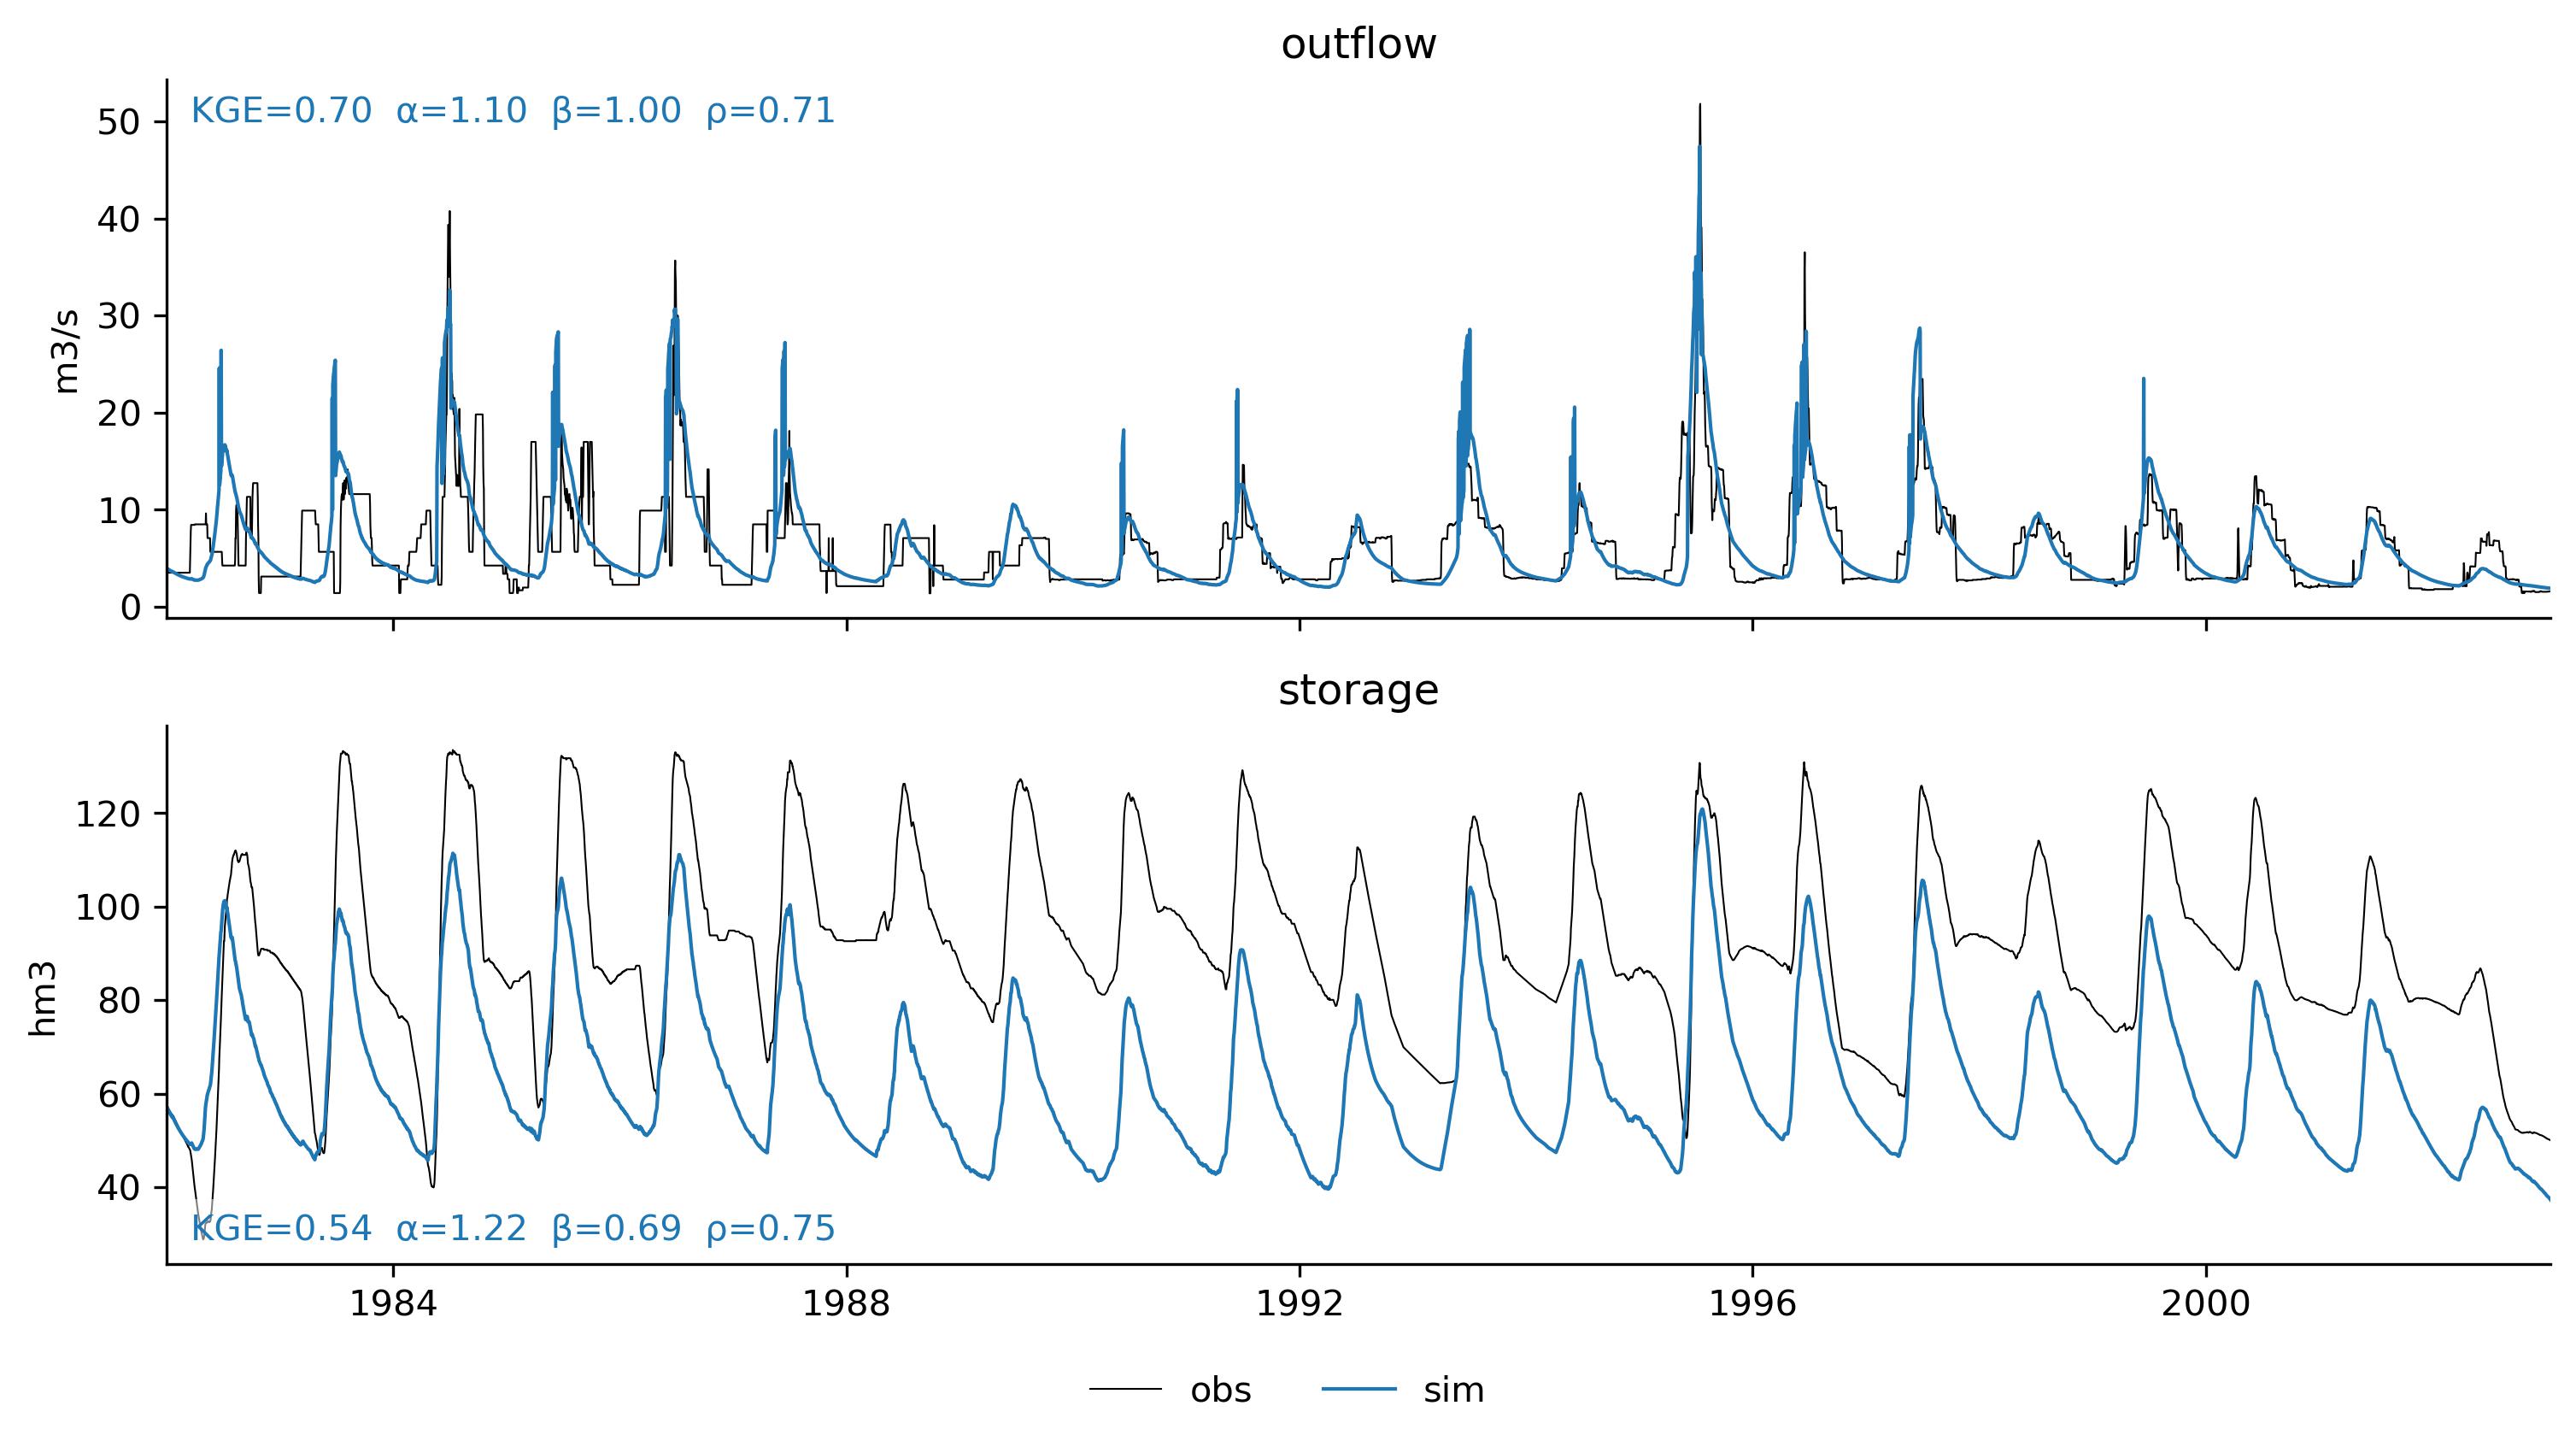 outflow
KGE=0.70 α=1.10 β=1.00 ρ=0.71
50
40
30
20
10
0
m3/s
storage
120
100
80
60
40
hm3
KGE=0.54 α=1.22 β=0.69 ρ=0.75
1984 1988 1992 1996 2000
obs sim